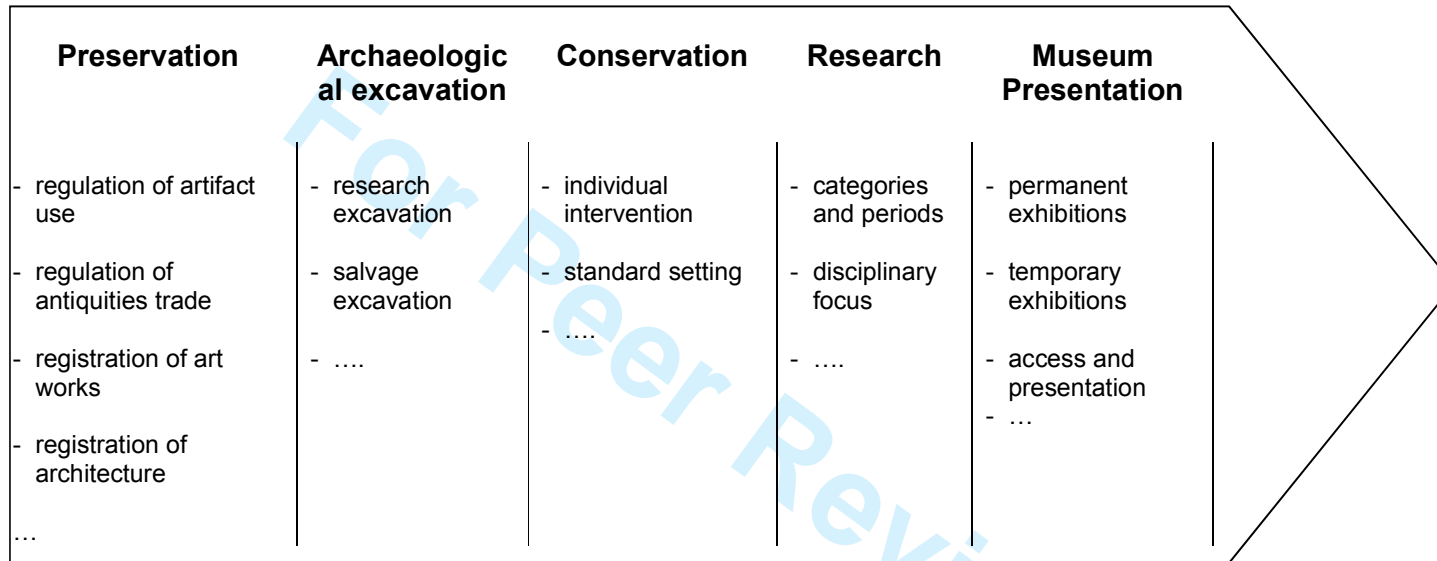 Preservation
Archaeologic
al excavation
Conservation
Research
Museum
Presentation
- regulation of artifact
use
- regulation of
antiquities trade
- registration of art
works
- registration of
architecture
…
- research
excavation
- salvage
excavation
- ….
- individual
intervention
- standard setting
- ….
- categories
and periods
- disciplinary
focus
- ….
- permanent
exhibitions
- temporary
exhibitions
- access and
presentation
- …
For Peer Revi